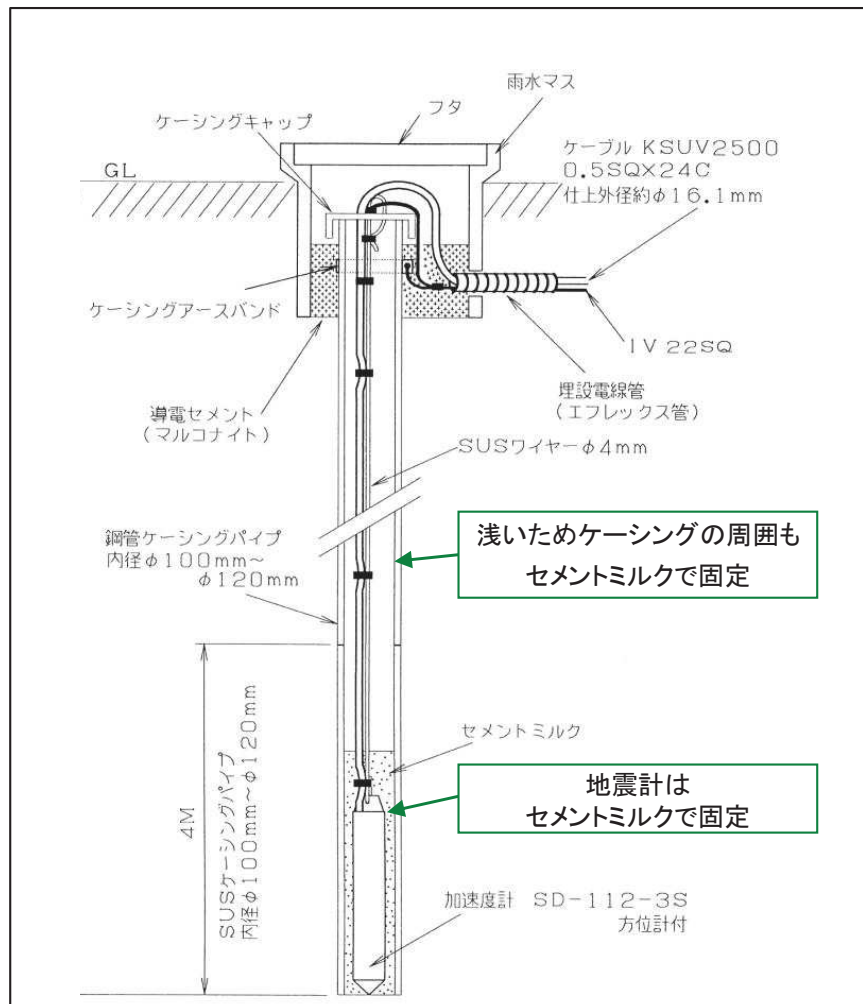 雨水マス
フタ
ケーシングキャップ
ケーブル KSUV2500
0.5SQ×24C
仕上外径約φ16.1mm
GL
ケーシングアースバンド
IV 22SQ
埋設電線管
(エフレックス管)
導電セメント
(マルコナイト)
SUSワイヤーφ4mm
鋼管ケーシングパイプ
内径φ100mm~
φ120mm
浅いためケーシングの周囲も
セメントミルクで固定
セメントミルク
地震計は
セメントミルクで固定
4M
SUSケーシングパイプ
内径φ100mm~φ120mm
加速度計 SD-112-3S
方位計付